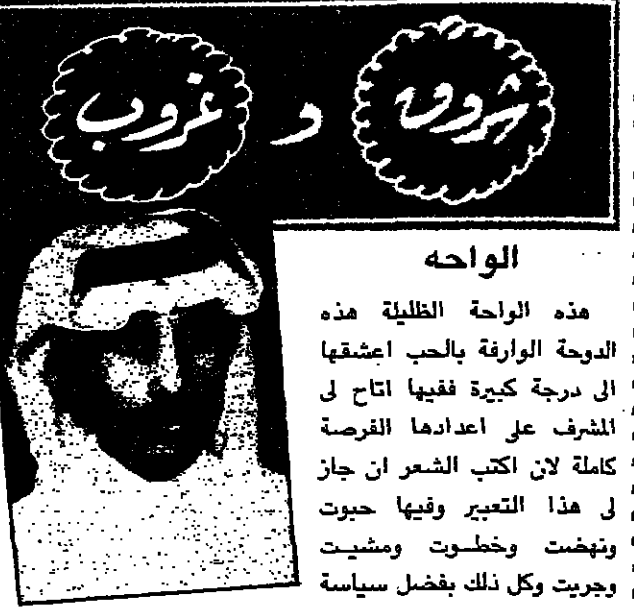 شروق و غروب
الواحه
هذه الواحة الظليلة هذه
الدوحة الوارفة بالحب اعشقها
الى درجة كبيرة ففيها اتاح لى
المشرف على اعدادها الفرصة
كاملة لان اكتب الشعر ان جاز
لى هذا التعبير وفيها حبوت
ونهضت وخطـوت ومشيـت
وجريت وكل ذلك بفضل سياسة